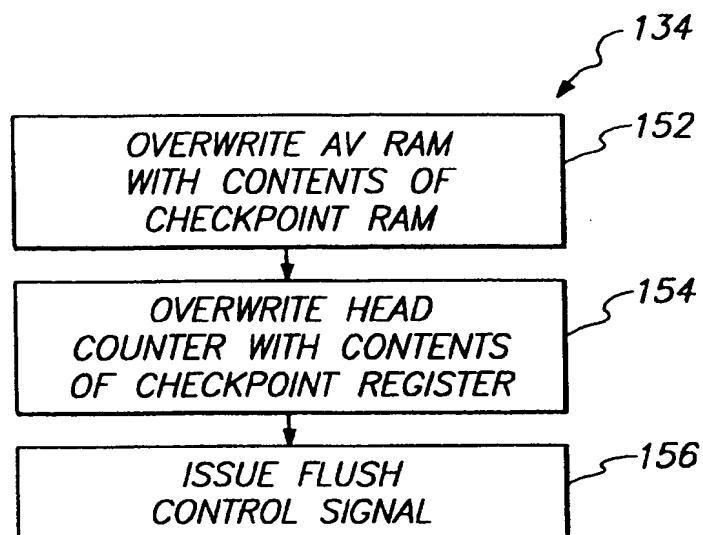 134
152
OVERWRITE AV RAM
WITH CONTENTS OF
CHECKPOINT RAM
154
OVERWRITE HEAD
COUNTER WITH CONTENTS
OF CHECKPOINT REGISTER
156
ISSUE FLUSH
CONTROL SIGNAL